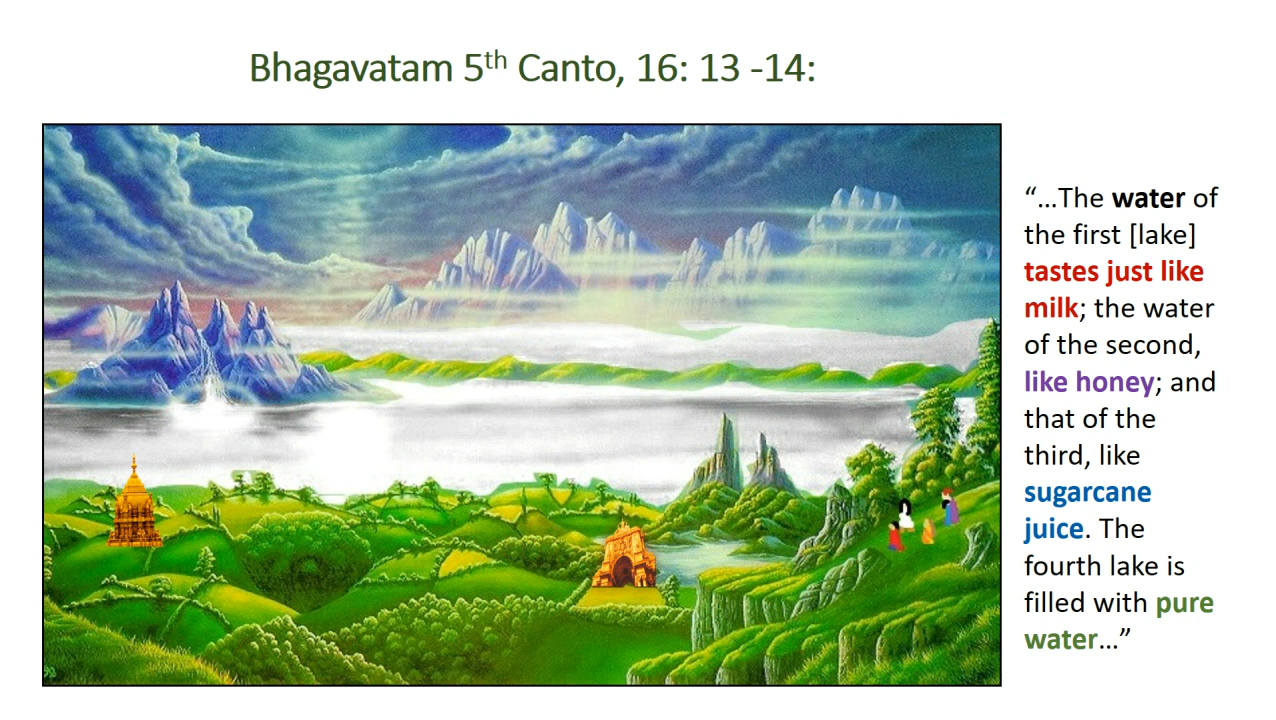 Bhagavatam 5th Canto, 16: 13 -14:
“...The water of
the first [lake]
tastes just like
milk; the water
of the second,
like honey; and
that of the
third, like
sugarcane
juice. The
fourth lake is
filled with pure
water...”